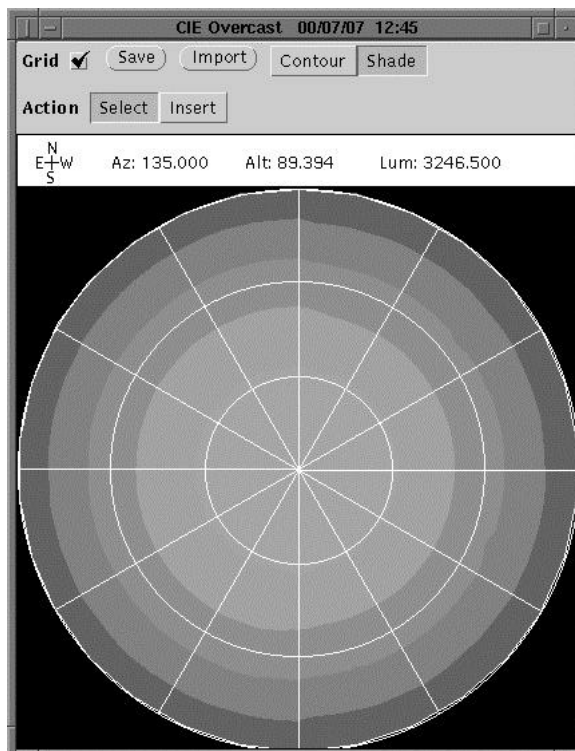 CIE Overcast 00/07/07 12:45
Grid Save Import Contour Shade
Action Select Insert
N
E W Az: 135.000 Alt: 89.394 Lum: 3246.500
S